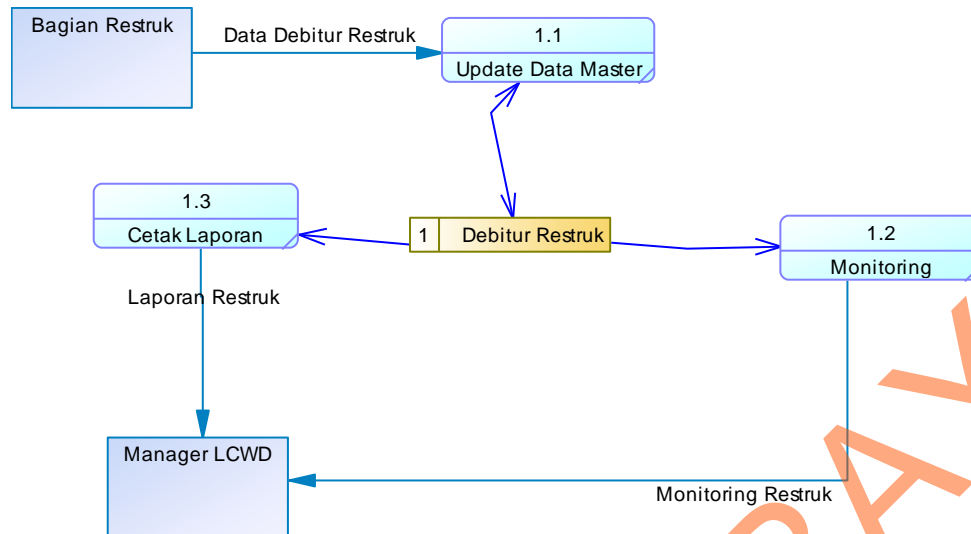 Bagian Restruk
Data Debitur Restruk
1.1
Update Data Master
1.3
Cetak Laporan
1
Debitur Restruk
1.2
Monitoring
Laporan Restruk
Manager LCWD
Monitoring Restruk